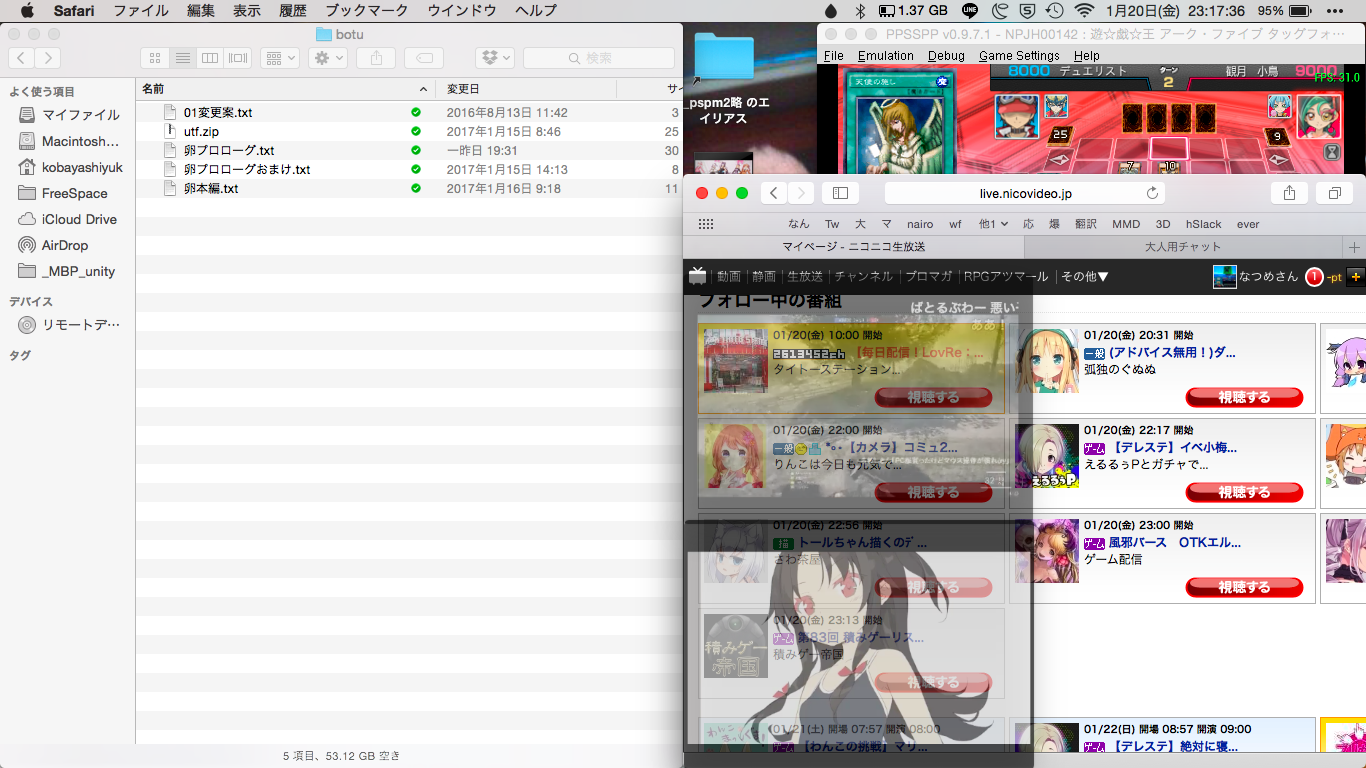 Safari ファイル 編集 表示 履歴 ブックマーク ウインドウ ヘルプ 1.37 GB LINE 5 1月20日(金) 23:17:36 95%
botu
検索
よく使う項目
マイファイル
Macintosh…
kobayashiyuk
FreeSpace
iCloud Drive
AirDrop
_MBP_unity
デバイス
リモートデ…
タグ
名前 変更日 サイ
01変更案.txt 2016年8月13日 11:42 3
utf.zip 2017年1月15日 8:46 25
卵プロローグ.txt 一昨日 19:31 30
卵プロローグおまけ.txt 2017年1月15日 14:13 8
卵本編.txt 2017年1月16日 9:18 11
5 項目、53.12 GB 空き
_pspm2略 のエ
イリアス
PPSSPP v0.9.7.1 - NPJH00142 : 遊☆戯☆王 アーク・ファイブ タッグフォ…
File Emulation Debug Game Settings Help
天使の施し
8000 デュエリスト ターン 2 観月 小鳥 9000
FPS: 31.0
25 9
7 10
live.nicovideo.jp
なん Tw 大 マ nairo wf 他1 応 爆 翻訳 MMD 3D hSlack ever
マイページ - ニコニコ生放送 大人用チャット
動画 静画 生放送 チャンネル ブロマガ RPGアツマール その他▼ なつめさん 1 -pt +
フォロー中の番組
ばとるぶわー 悪い
ああ！
01/20(金) 10:00 開始
2613452ch 【毎日配信！LovRe：...
タイトーステーション...
視聴する
01/20(金) 20:31 開始
一般 (アドバイス無用！)ダ...
孤独のぐぬぬ
視聴する
01/20(金) 22:00 開始
一般 【カメラ】コミュ2...
りんこは今日も元気で...
視聴する
01/20(金) 22:17 開始
ゲーム 【デレステ】イベ小梅...
えるるぅPとガチャで...
えるるぅP
視聴する
01/20(金) 22:56 開始
描 トールちゃん描くのデ...
さわ茶屋
視聴する
01/20(金) 23:00 開始
ゲーム 風邪バース OTKエル...
ゲーム配信
視聴する
01/20(金) 23:13 開始
ゲーム 第83回 積みゲーリス...
積みゲー帝国
積みゲー
帝国
視聴する
01/21(土) 開場 07:57 開演 08:00
ゲーム 【わんこの挑戦】マリ...
01/22(日) 開場 08:57 開演 09:00
ゲーム 【デレステ】絶対に寝...